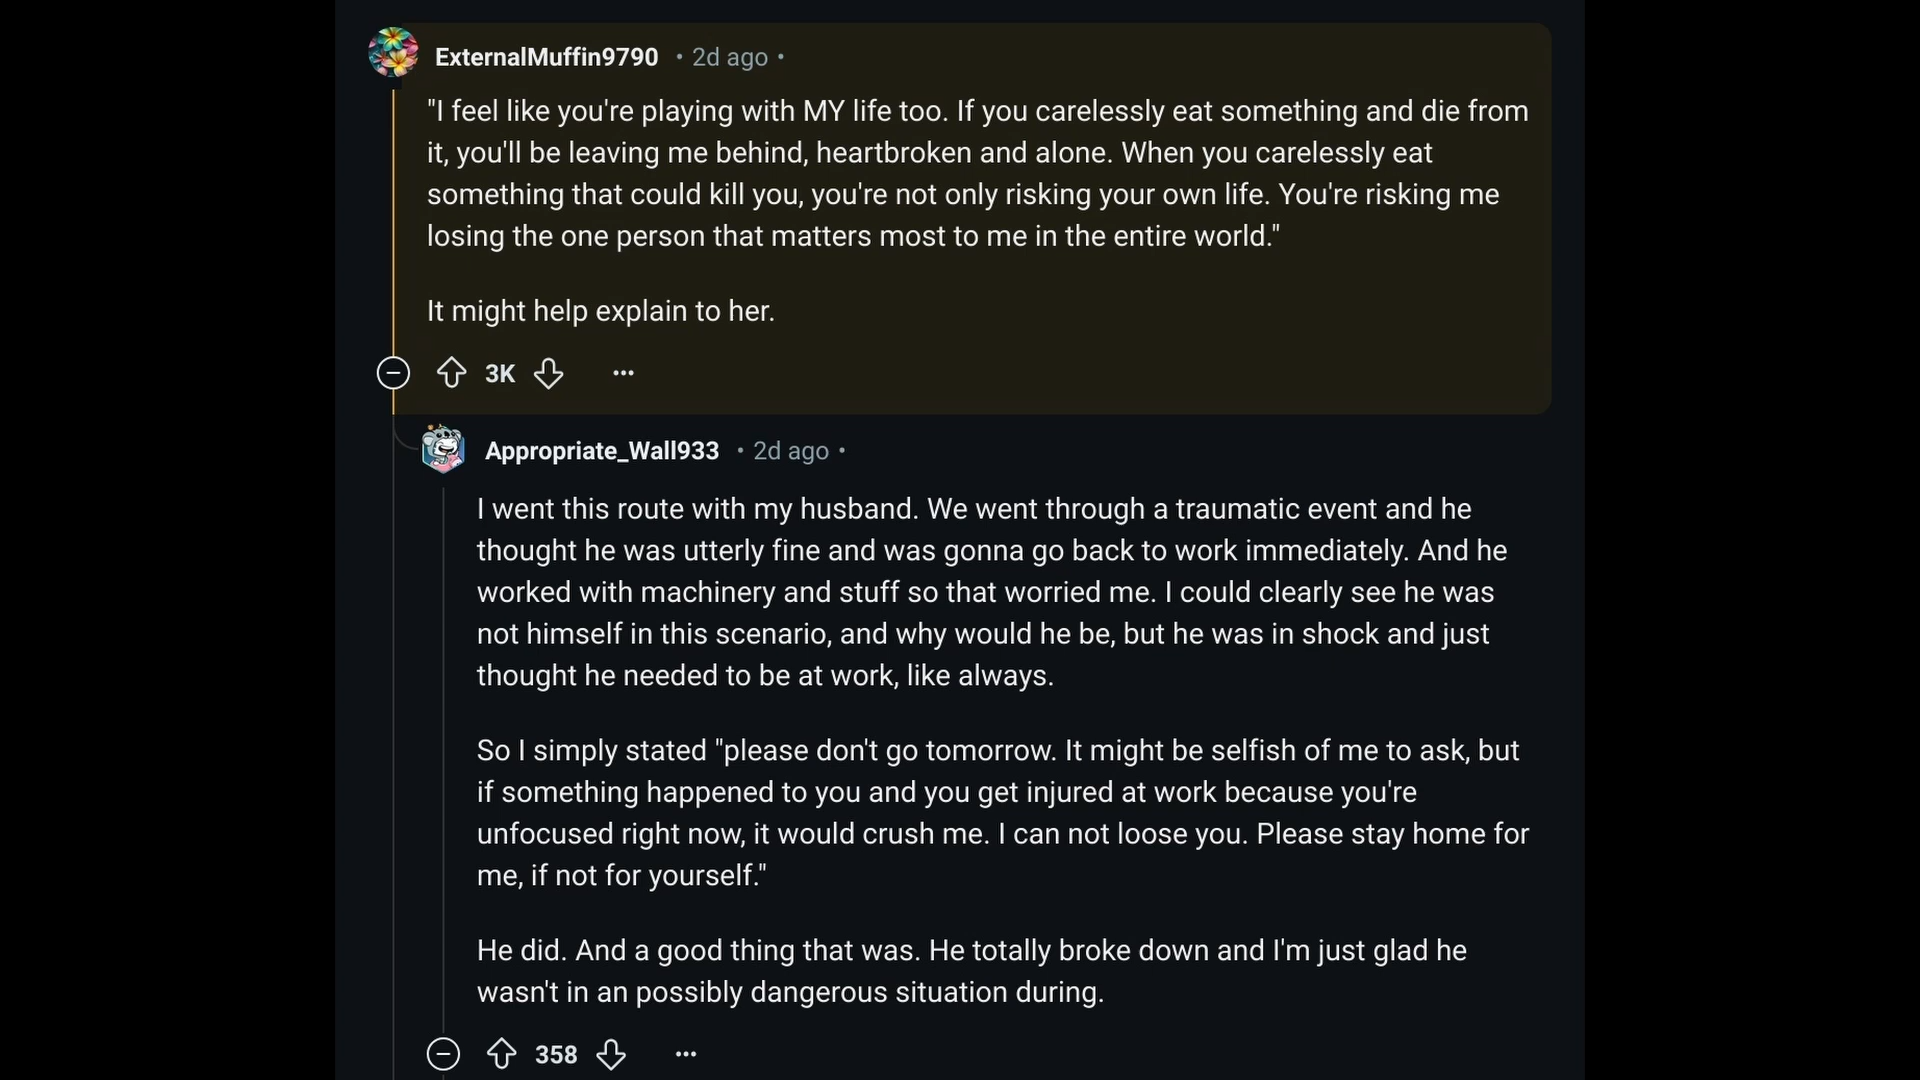 ExternalMuffin9790 • 2d ago •
"I feel like you're playing with MY life too. If you carelessly eat something and die from
it, you'll be leaving me behind, heartbroken and alone. When you carelessly eat
something that could kill you, you're not only risking your own life. You're risking me
losing the one person that matters most to me in the entire world."
It might help explain to her.
3K
Appropriate_Wall933 • 2d ago •
I went this route with my husband. We went through a traumatic event and he
thought he was utterly fine and was gonna go back to work immediately. And he
worked with machinery and stuff so that worried me. I could clearly see he was
not himself in this scenario, and why would he be, but he was in shock and just
thought he needed to be at work, like always.
So I simply stated "please don't go tomorrow. It might be selfish of me to ask, but
if something happened to you and you get injured at work because you're
unfocused right now, it would crush me. I can not loose you. Please stay home for
me, if not for yourself."
He did. And a good thing that was. He totally broke down and I'm just glad he
wasn't in an possibly dangerous situation during.
358